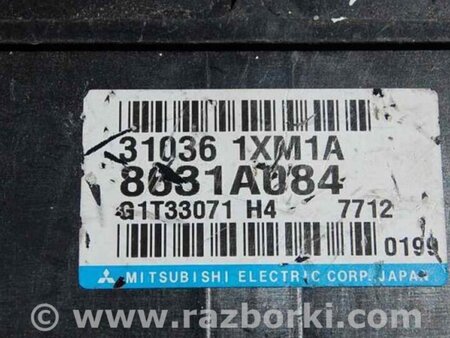 31036 1XM1A
8631A084
G1T33071 H4 7712
0199
MITSUBISHI ELECTRIC CORP. JAPAN
© www.razborki.com